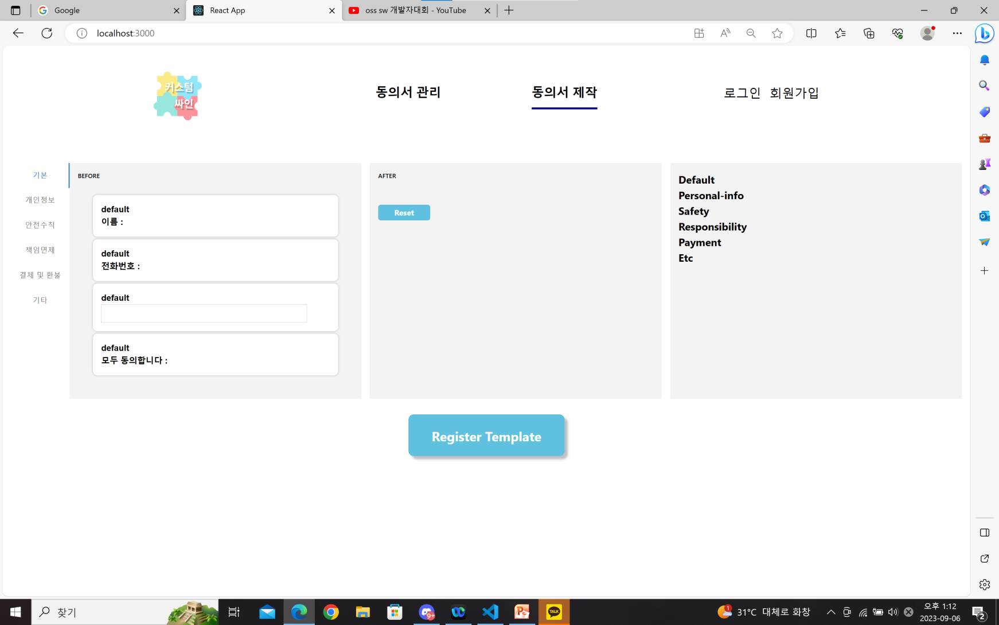 Google
React App
oss sw 개발자대회 - YouTube
localhost:3000
커스텀
싸인
동의서 관리
동의서 제작
로그인 회원가입
기본
개인정보
안전수칙
책임면제
결제 및 환불
기타
BEFORE
default
이름 :
default
전화번호 :
default
default
모두 동의합니다 :
AFTER
Reset
Default
Personal-info
Safety
Responsibility
Payment
Etc
Register Template
찾기
9+
TALK
1
31°C 대체로 화창
오후 1:12
2023-09-06
2